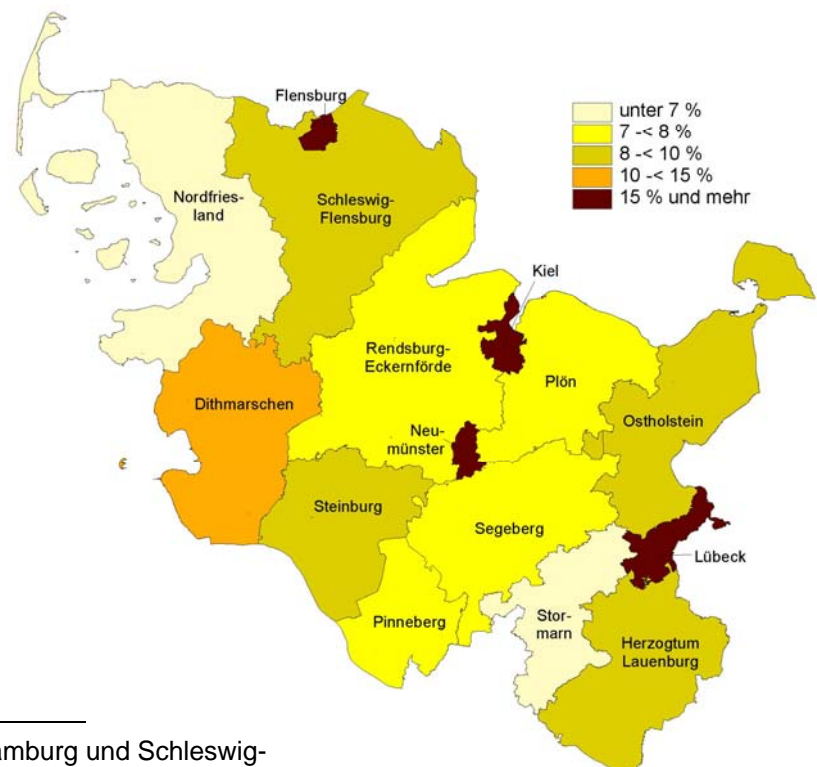 Flensburg
unter 7 %
7 -< 8 %
8 -< 10 %
10 -< 15 %
15 % und mehr
Nordfries-
land
Schleswig-
Flensburg
Kiel
Rendsburg-
Eckernförde
Plön
Dithmarschen
Ostholstein
Neu-
münster
Steinburg
Segeberg
Lübeck
Pinneberg
Stor-
marn
Herzogtum
Lauenburg
amburg und Schleswig-